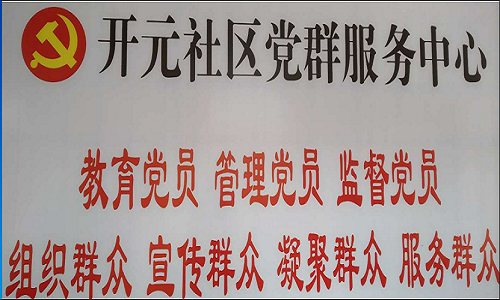 开元社区党群服务中心
教育党员 管理党员 监督党员
组织群众 宣传群众 凝聚群众 服务群众